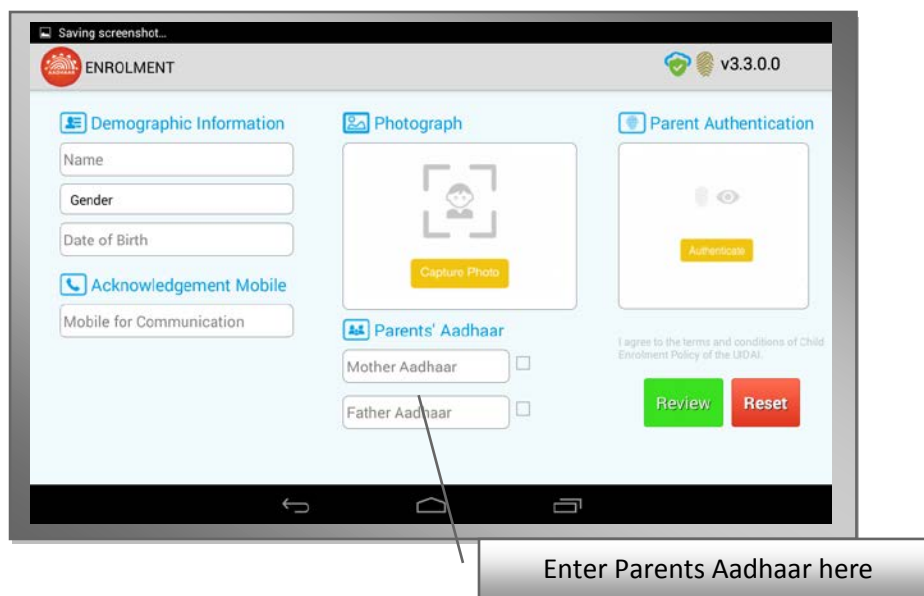 Saving screenshot...
AADHAAR
ENROLMENT
v3.3.0.0
Demographic Information
Name
Gender
Date of Birth
Acknowledgement Mobile
Mobile for Communication
Photograph
Capture Photo
Parents' Aadhaar
Mother Aadhaar
Father Aadhaar
Parent Authentication
Authenticate
I agree to the terms and conditions of Child
Enrolment Policy of the UIDAI.
Review
Reset
Enter Parents Aadhaar here